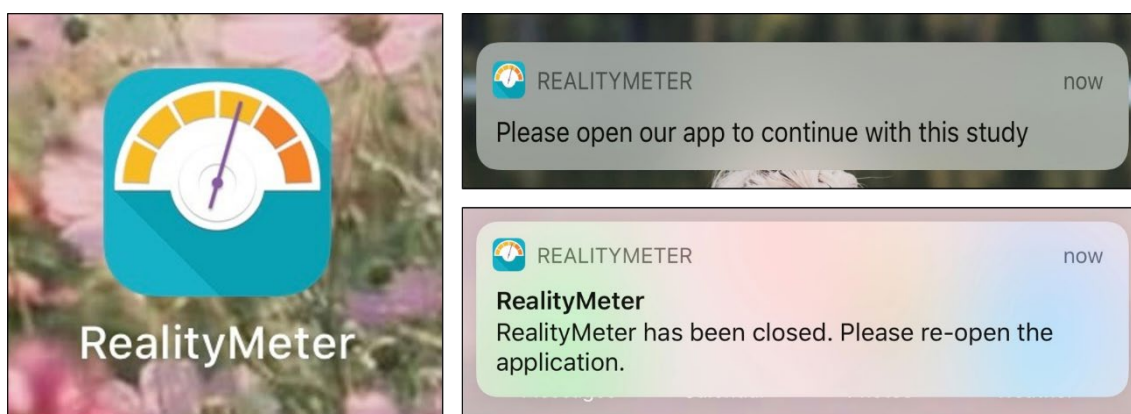 RealityMeter
REALITYMETER
now
Please open our app to continue with this study
REALITYMETER
now
RealityMeter
RealityMeter has been closed. Please re-open the
application.